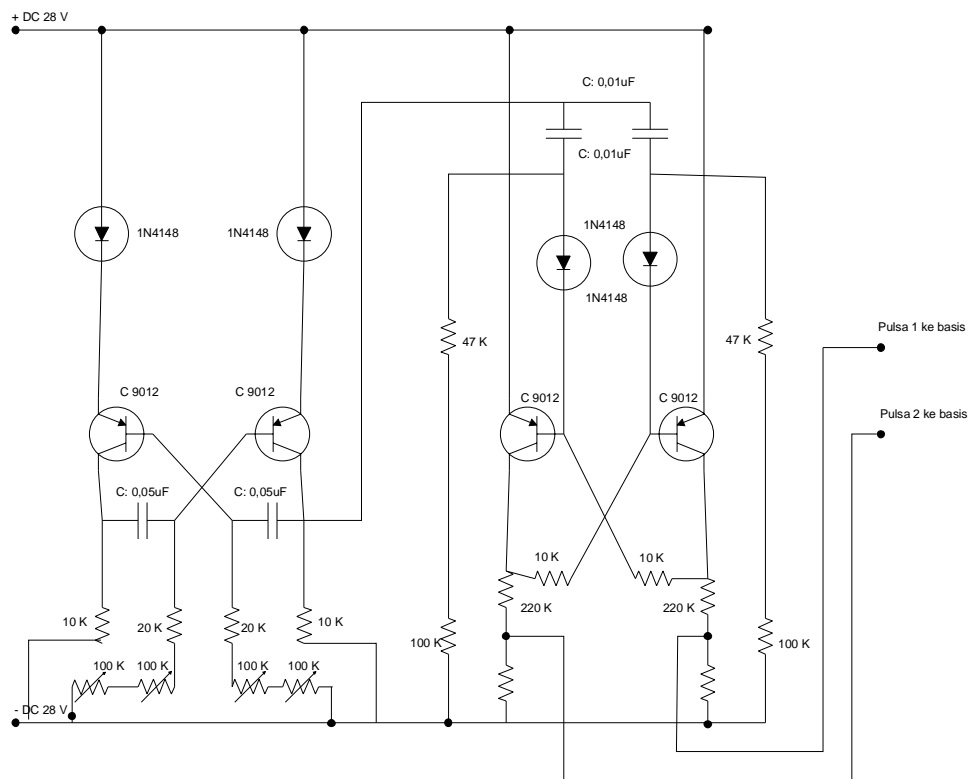 + DC 28 V
C: 0,01uF
C: 0,01uF
1N4148
1N4148
1N4148
1N4148
47 K
47 K
Pulsa 1 ke basis
C 9012
C 9012
C 9012
C 9012
Pulsa 2 ke basis
C: 0,05uF
C: 0,05uF
10 K
10 K
220 K
220 K
10 K
20 K
20 K
10 K
100 K
100 K
100 K
100 K
100 K
100 K
- DC 28 V